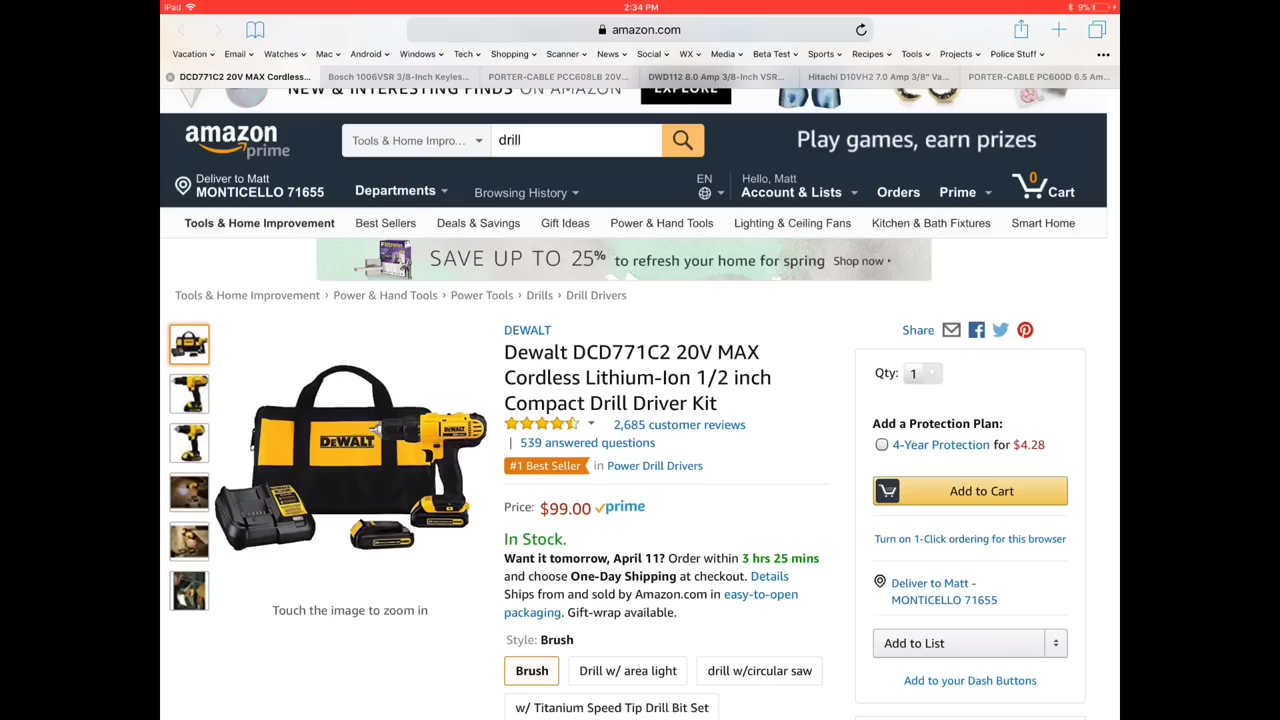 iPad 2:34 PM 9%
amazon.com
Vacation Email Watches Mac Android Windows Tech Shopping Scanner News Social WX Media Beta Test Sports Recipes Tools Projects Police Stuff
DCD771C2 20V MAX Cordless... Bosch 1006VSR 3/8-Inch Keyles... PORTER-CABLE PCC608LB 20V... DWD112 8.0 Amp 3/8-Inch VSR... Hitachi D10VH2 7.0 Amp 3/8" Va... PORTER-CABLE PC600D 6.5 Am...
NEW & INTERESTING FINDS ON AMAZON EXPLORE
amazon prime
Tools & Home Impro... drill
Play games, earn prizes
Deliver to Matt
MONTICELLO 71655
Departments Browsing History
EN
Hello, Matt
Account & Lists Orders Prime 0 Cart
Tools & Home Improvement Best Sellers Deals & Savings Gift Ideas Power & Hand Tools Lighting & Ceiling Fans Kitchen & Bath Fixtures Smart Home
Filtrete SAVE UP TO 25% to refresh your home for spring Shop now
Tools & Home Improvement › Power & Hand Tools › Power Tools › Drills › Drill Drivers
DEWALT
Dewalt DCD771C2 20V MAX
Cordless Lithium-Ion 1/2 inch
Compact Drill Driver Kit
2,685 customer reviews
| 539 answered questions
#1 Best Seller in Power Drill Drivers
Price: $99.00 prime
In Stock.
Want it tomorrow, April 11? Order within 3 hrs 25 mins
and choose One-Day Shipping at checkout. Details
Ships from and sold by Amazon.com in easy-to-open
packaging. Gift-wrap available.
Style: Brush
Brush Drill w/ area light drill w/circular saw
w/ Titanium Speed Tip Drill Bit Set
DEWALT
DEWALT
Touch the image to zoom in
Share
Qty: 1
Add a Protection Plan:
4-Year Protection for $4.28
Add to Cart
Turn on 1-Click ordering for this browser
Deliver to Matt -
MONTICELLO 71655
Add to List
Add to your Dash Buttons